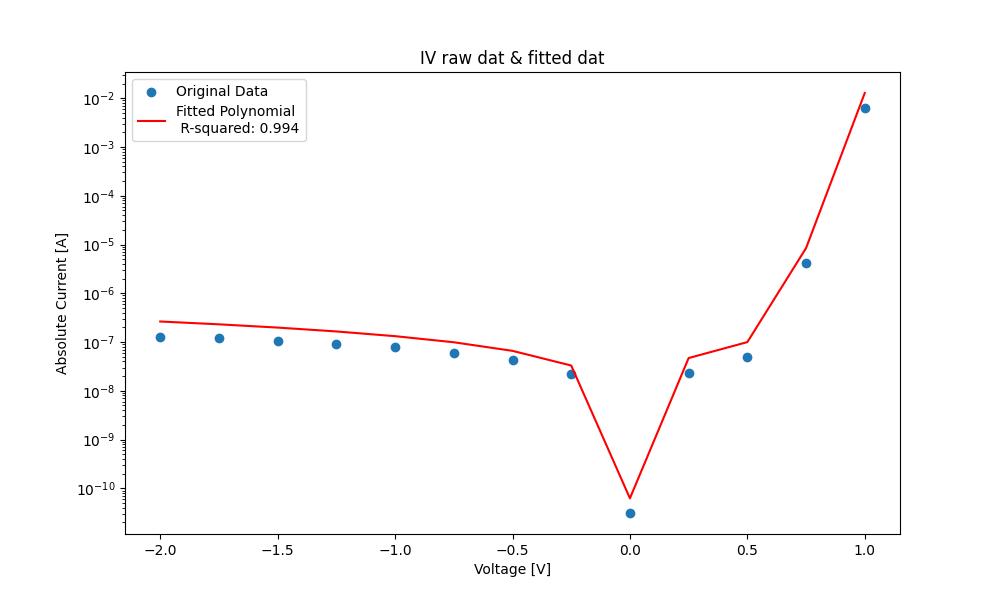 IV raw dat & fitted dat
Original Data
Fitted Polynomial
R-squared: 0.994
Absolute Current [A]
10⁻²
10⁻³
10⁻⁴
10⁻⁵
10⁻⁶
10⁻⁷
10⁻⁸
10⁻⁹
10⁻¹⁰
−2.0 −1.5 −1.0 −0.5 0.0 0.5 1.0
Voltage [V]